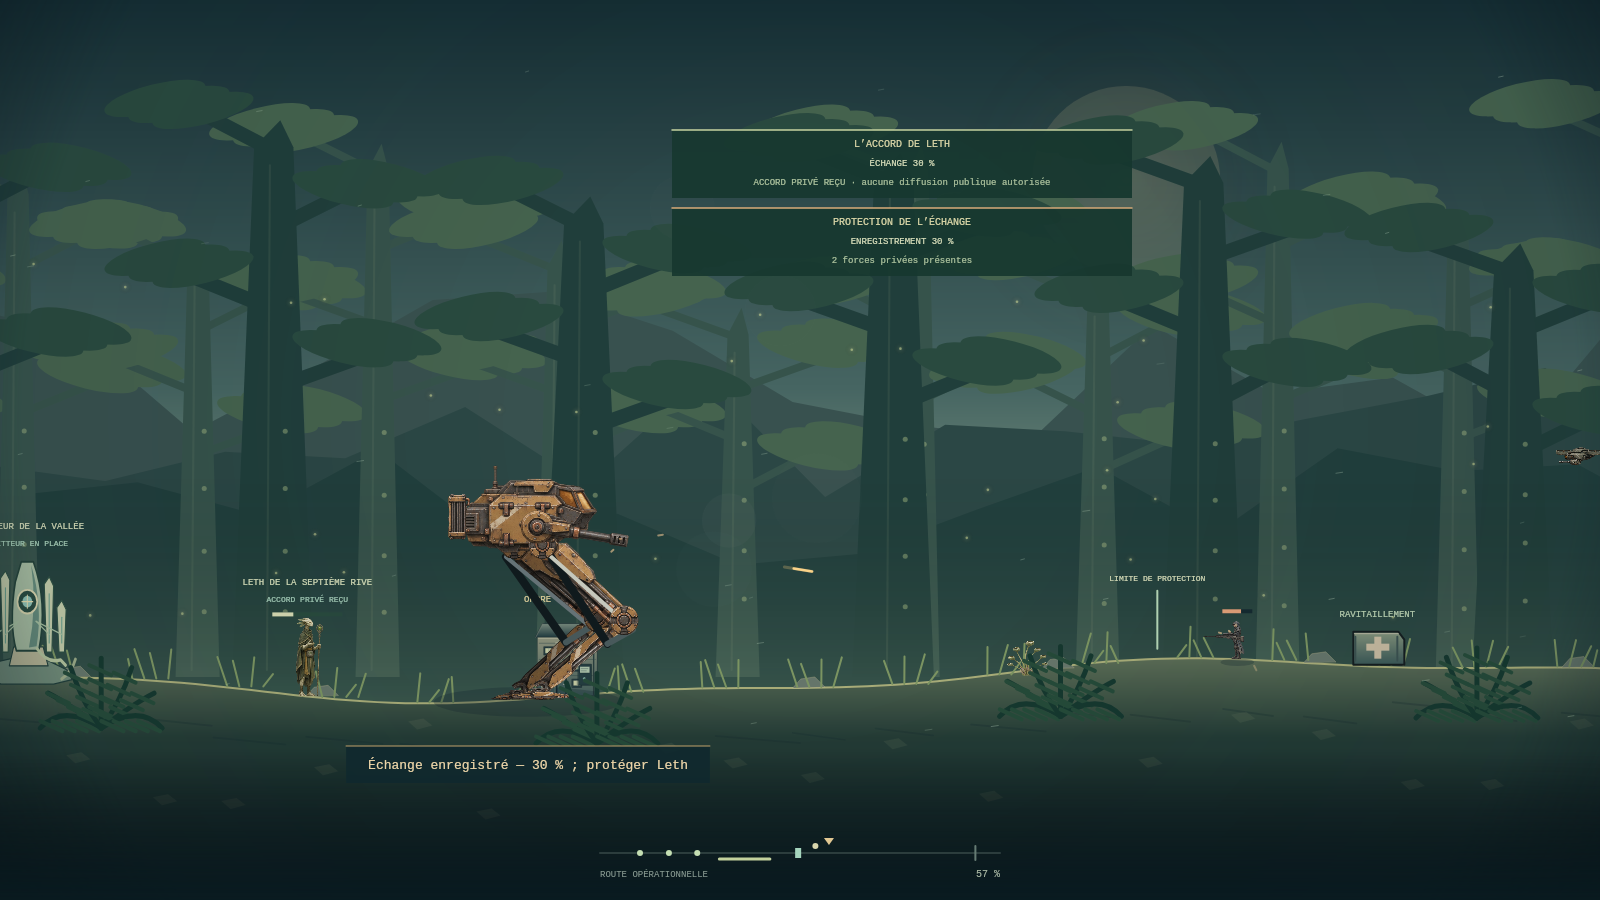 L’ACCORD DE LETH
ÉCHANGE 30 %
ACCORD PRIVÉ REÇU · aucune diffusion publique autorisée
PROTECTION DE L’ÉCHANGE
ENREGISTREMENT 30 %
2 forces privées présentes
EUR DE LA VALLÉE
TTEUR EN PLACE
LETH DE LA SEPTIÈME RIVE
ACCORD PRIVÉ REÇU
LIMITE DE PROTECTION
RAVITAILLEMENT
Échange enregistré — 30 % ; protéger Leth
ROUTE OPÉRATIONNELLE
57 %